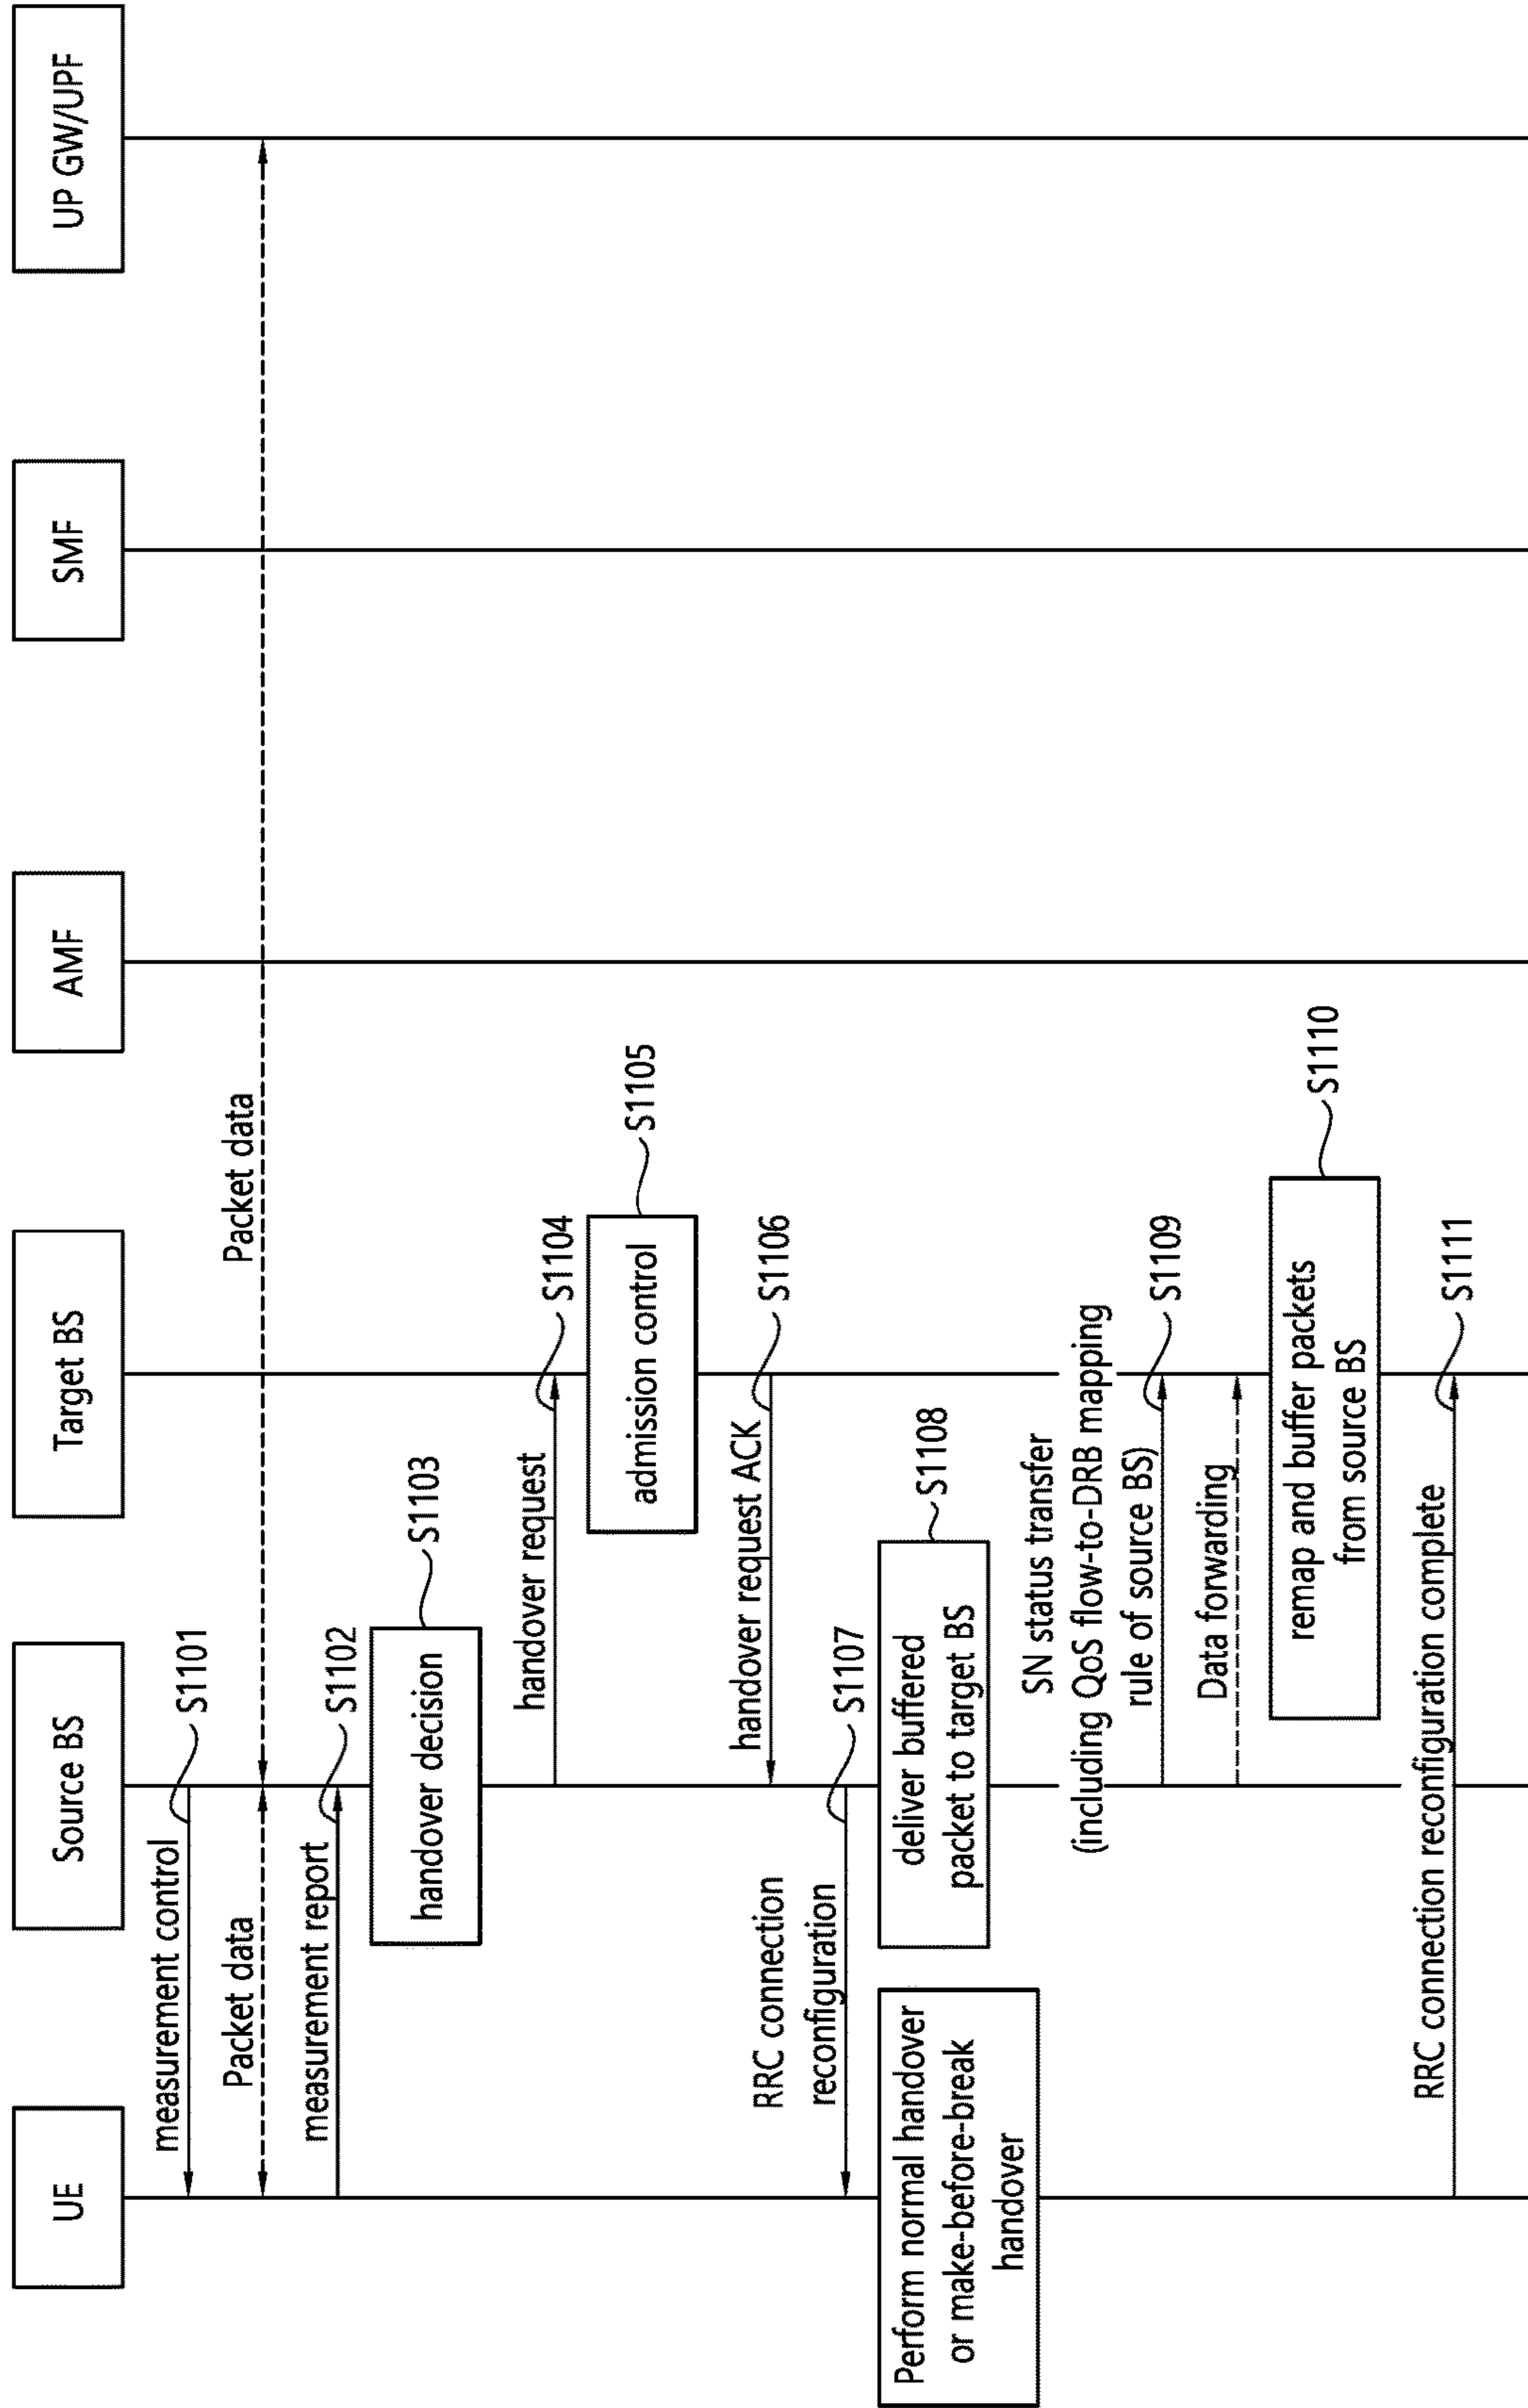 UE
Source BS
Target BS
AMF
SMF
UP GW/UPF
measurement control
S1101
Packet data
Packet data
measurement report
S1102
handover decision
S1103
handover request
S1104
admission control
S1105
handover request ACK
S1106
RRC connection
reconfiguration
S1107
Perform normal handover
or make-before-break
handover
deliver buffered
packet to target BS
S1108
SN status transfer
(including QoS flow-to-DRB mapping
rule of source BS)
S1109
Data forwarding
remap and buffer packets
from source BS
S1110
RRC connection reconfiguration complete
S1111